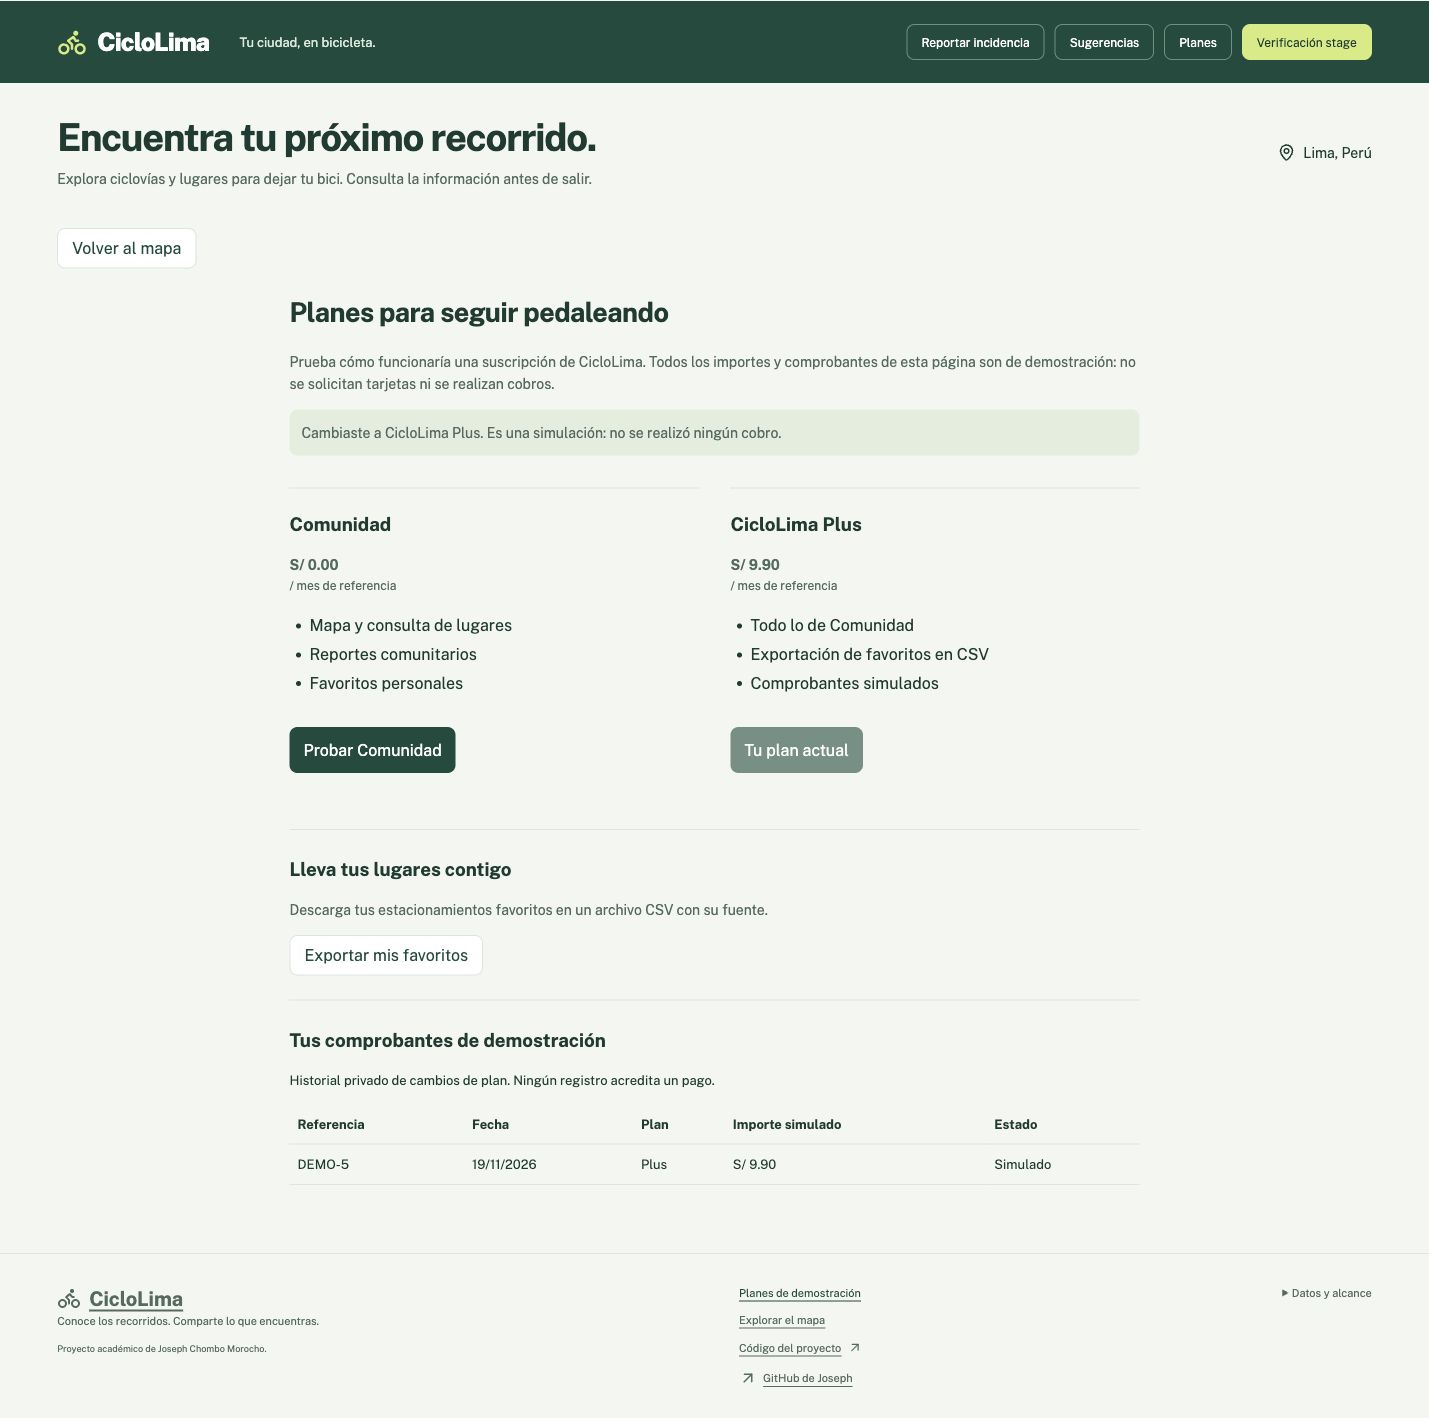 CicloLima
Tu ciudad, en bicicleta.
Reportar incidencia
Sugerencias
Planes
Verificación stage
Encuentra tu próximo recorrido.
Explora ciclovías y lugares para dejar tu bici. Consulta la información antes de salir.
Lima, Perú
Volver al mapa
Planes para seguir pedaleando
Prueba cómo funcionaría una suscripción de CicloLima. Todos los importes y comprobantes de esta página son de demostración: no
se solicitan tarjetas ni se realizan cobros.
Cambiaste a CicloLima Plus. Es una simulación: no se realizó ningún cobro.
Comunidad
S/ 0.00
/ mes de referencia
• Mapa y consulta de lugares
• Reportes comunitarios
• Favoritos personales
Probar Comunidad
CicloLima Plus
S/ 9.90
/ mes de referencia
• Todo lo de Comunidad
• Exportación de favoritos en CSV
• Comprobantes simulados
Tu plan actual
Lleva tus lugares contigo
Descarga tus estacionamientos favoritos en un archivo CSV con su fuente.
Exportar mis favoritos
Tus comprobantes de demostración
Historial privado de cambios de plan. Ningún registro acredita un pago.
Referencia Fecha Plan Importe simulado Estado
DEMO-5 19/11/2026 Plus S/ 9.90 Simulado
CicloLima
Conoce los recorridos. Comparte lo que encuentras.
Proyecto académico de Joseph Chombo Morocho.
Planes de demostración
Explorar el mapa
Código del proyecto
GitHub de Joseph
Datos y alcance